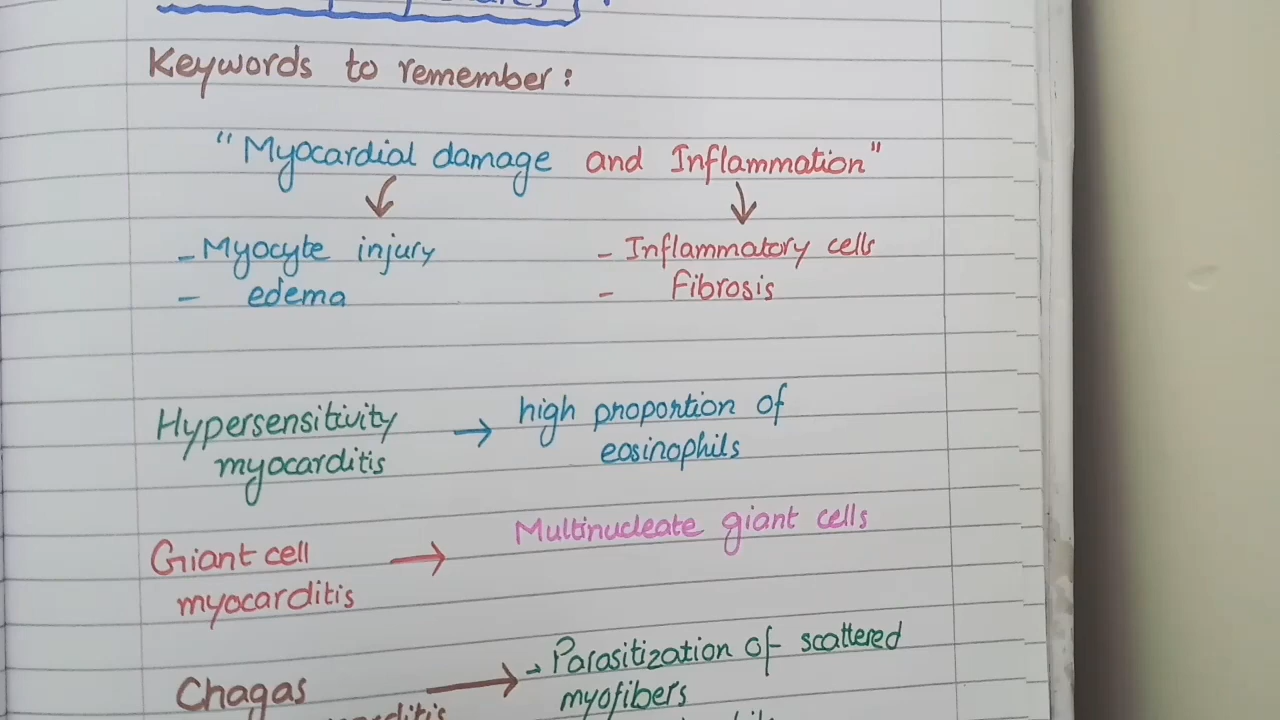 Keywords to remember :
"Myocardial damage and Inflammation"
- Myocyte injury
- edema
- Inflammatory cells
- Fibrosis
Hypersensitivity myocarditis → high proportion of eosinophils
Giant cell myocarditis → Multinucleate giant cells
Chagas → - Parasitization of scattered myofibers